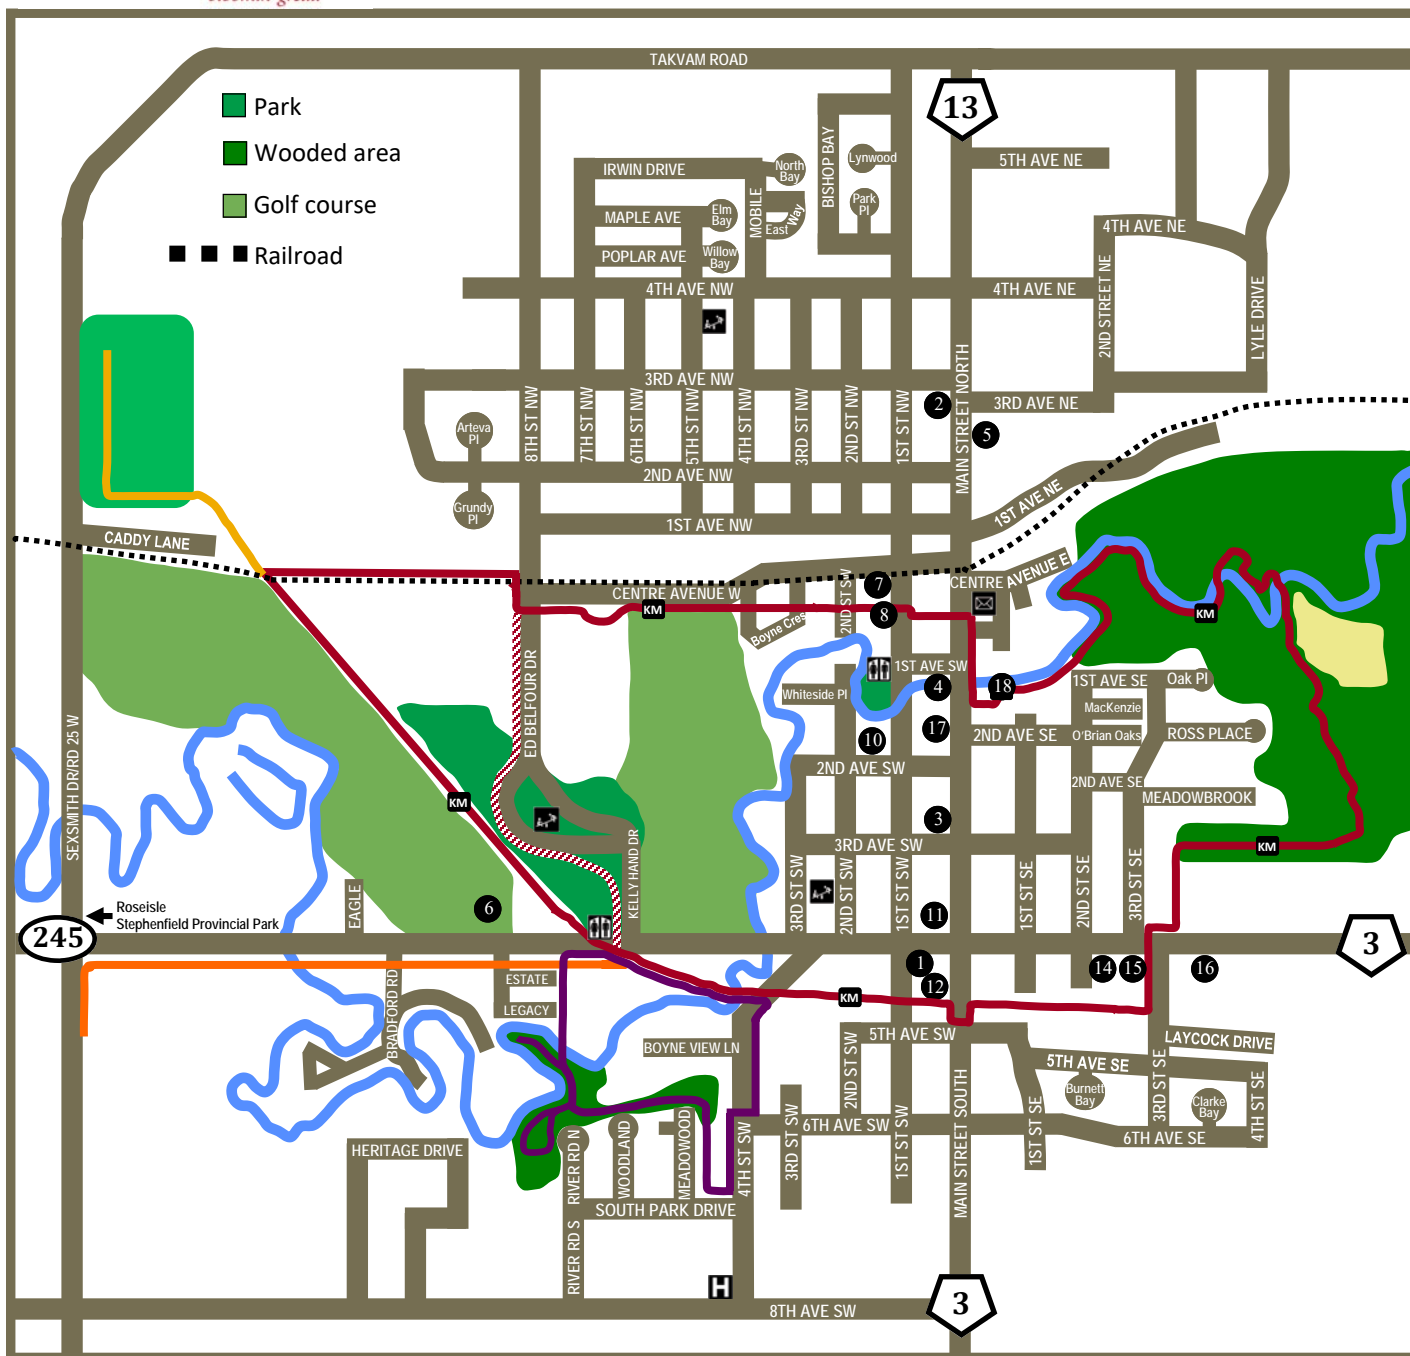 TAKVAM ROAD
13
Park
Wooded area
Golf course
Railroad
BISHOP BAY
Lynwood
5TH AVE NE
IRWIN DRIVE
North
Bay
Park
Pl
MOBILE
MAPLE AVE
Elm
Bay
East Way
4TH AVE NE
POPLAR AVE
Willow
Bay
4TH AVE NW
4TH AVE NE
2ND STREET NE
LYLE DRIVE
3RD AVE NW
3RD AVE NE
2
5
MAIN STREET NORTH
8TH ST NW
7TH ST NW
6TH ST NW
5TH ST NW
4TH ST NW
3RD ST NW
2ND ST NW
1ST ST NW
Arteva
Pl
2ND AVE NW
Grundy
Pl
1ST AVE NW
1ST AVE NE
CADDY LANE
CENTRE AVENUE W
CENTRE AVENUE E
7
8
KM
KM
2ND ST SW
Boyne Cres
ED BELFOUR DR
1ST AVE SW
Whiteside Pl
4
18
1ST AVE SE
Oak Pl
MacKenzie
17
10
2ND AVE SE
O'Brian Oaks
ROSS PLACE
2ND AVE SW
2ND AVE SE
MEADOWBROOK
SEXSMITH DR/RD 25 W
KM
3
3RD AVE SW
KM
KELLY HAND DR
3RD ST SW
2ND ST SW
1ST ST SW
1ST ST SE
2ND ST SE
3RD ST SE
EAGLE
6
11
Roseisle
Stephenfield Provincial Park
245
3
1
14
15
16
12
KM
ESTATE
LEGACY
BRADFORD RD
BOYNE VIEW LN
2ND ST SW
5TH AVE SW
LAYCOCK DRIVE
5TH AVE SE
Burnett
Bay
3RD ST SE
Clarke
Bay
4TH ST SE
6TH AVE SW
6TH AVE SE
1ST ST SE
HERITAGE DRIVE
RIVER RD N
WOODLAND
MEADOWOOD
4TH ST SW
3RD ST SW
1ST ST SW
MAIN STREET SOUTH
SOUTH PARK DRIVE
RIVER RD S
H
8TH AVE SW
3